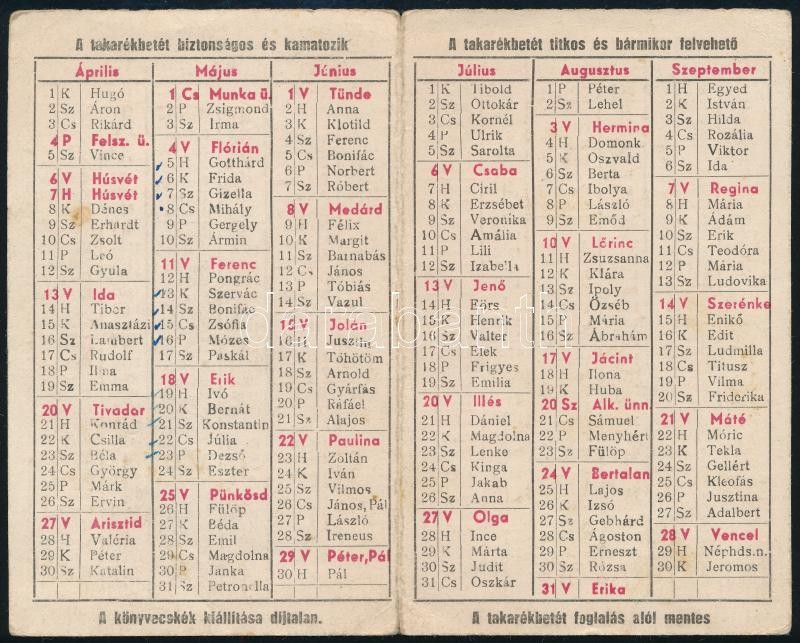 A takarékbetét biztonságos és kamatozik
Április
1 K Hugó
2 Sz Áron
3 Cs Rikárd
4 P Felsz. ü.
5 Sz Vince
6 V Húsvét
7 H Húsvét
8 K Dénes
9 Sz Erhardt
10 Cs Zsolt
11 P Leó
12 Sz Gyula
13 V Ida
14 H Tibor
15 K Anasztázi
16 Sz Lambert
17 Cs Rudolf
18 P Ilma
19 Sz Emma
20 V Tivadar
21 H Konrád
22 K Csilla
23 Sz Béla
24 Cs György
25 P Márk
26 Sz Ervin
27 V Arisztid
28 H Valéria
29 K Péter
30 Sz Katalin
Május
1 Cs Munka ü.
2 P Zsigmond
3 Sz Irma
4 V Flórián
5 H Gotthárd
6 K Frida
7 Sz Gizella
8 Cs Mihály
9 P Gergely
10 Sz Ármin
11 V Ferenc
12 H Pongrác
13 K Szervác
14 Sz Bonifác
15 Cs Zsófia
16 P Mózes
17 Sz Paskál
18 V Erik
19 H Ivó
20 K Bernát
21 Sz Konstantin
22 Cs Júlia
23 P Dezső
24 Sz Eszter
25 V Pünkösd
26 H Fülöp
27 K Béda
28 Sz Emil
29 Cs Magdolna
30 P Janka
31 Sz Petronella
Június
1 V Tünde
2 H Anna
3 K Klotild
4 Sz Ferenc
5 Cs Bonifác
6 P Norbert
7 Sz Róbert
8 V Medárd
9 H Félix
10 K Margit
11 Sz Barnabás
12 Cs János
13 P Tóbiás
14 Sz Vazul
15 V Jolán
16 H Jusztin
17 K Töhötöm
18 Sz Arnold
19 Cs Gyárfás
20 P Ráfáel
21 Sz Alajos
22 V Paulina
23 H Zoltán
24 K Iván
25 Sz Vilmos
26 Cs János, Pál
27 P László
28 Sz Ireneus
29 V Péter, Pál
30 H Pál
A könyvecskék kiállítása díjtalan.
A takarékbetét titkos és bármikor felvehető
Július
1 K Tibold
2 Sz Ottokár
3 Cs Kornél
4 P Ulrik
5 Sz Sarolta
6 V Csaba
7 H Ciril
8 K Erzsébet
9 Sz Veronika
10 Cs Amália
11 P Lili
12 Sz Izabella
13 V Jenő
14 H Eörs
15 K Henrik
16 Sz Valter
17 Cs Elek
18 P Frigyes
19 Sz Emilia
20 V Illés
21 H Dániel
22 K Magdolna
23 Sz Lenke
24 Cs Kinga
25 P Jakab
26 Sz Anna
27 V Olga
28 H Ince
29 K Márta
30 Sz Judit
31 Cs Oszkár
Augusztus
1 P Péter
2 Sz Lehel
3 V Hermina
4 H Domonk.
5 K Oszvald
6 Sz Berta
7 Cs Ibolya
8 P László
9 Sz Emőd
10 V Lőrinc
11 H Zsuzsanna
12 K Klára
13 Sz Ipoly
14 Cs Özséb
15 P Mária
16 Sz Ábrahám
17 V Jácint
18 H Ilona
19 K Huba
20 Sz Alk. ünn.
21 Cs Sámuel
22 P Menyhért
23 Sz Fülöp
24 V Bertalan
25 H Lajos
26 K Izsó
27 Sz Gebhárd
28 Cs Ágoston
29 P Erneszt
30 Sz Rózsa
31 V Erika
Szeptember
1 H Egyed
2 K István
3 Sz Hilda
4 Cs Rozália
5 P Viktor
6 Sz Ida
7 V Regina
8 H Mária
9 K Ádám
10 Sz Erik
11 Cs Teodóra
12 P Mária
13 Sz Ludovika
14 V Szerénke
15 H Enikő
16 K Edit
17 Sz Ludmilla
18 Cs Titusz
19 P Vilma
20 Sz Friderika
21 V Máté
22 H Móric
23 K Tekla
24 Sz Gellért
25 Cs Kleofás
26 P Jusztina
27 Sz Adalbert
28 V Vencel
29 H Néphds.n.
30 K Jeromos
A takarékbetét foglalás alól mentes